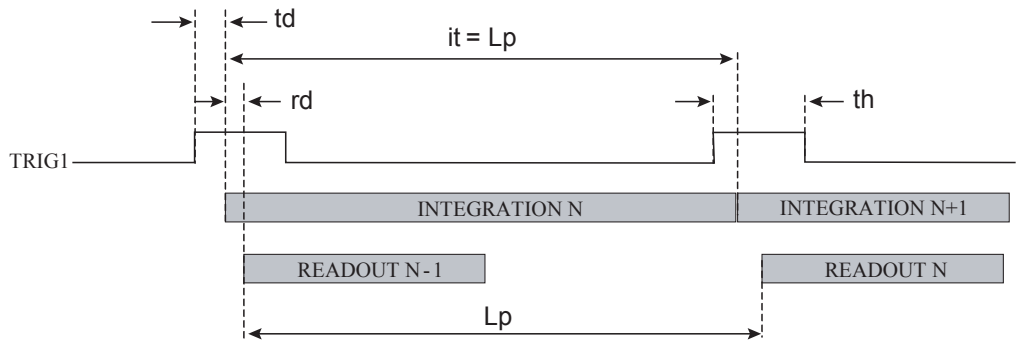 td
it = Lp
rd
th
TRIG1
INTEGRATION N
INTEGRATION N+1
READOUT N-1
READOUT N
Lp